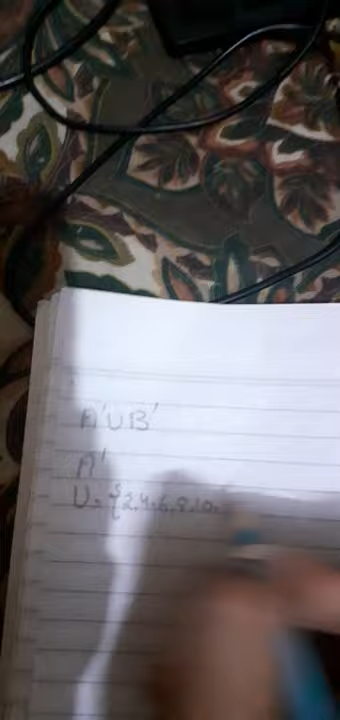 A'UB'
A'
U = {2,4,6,8,10,